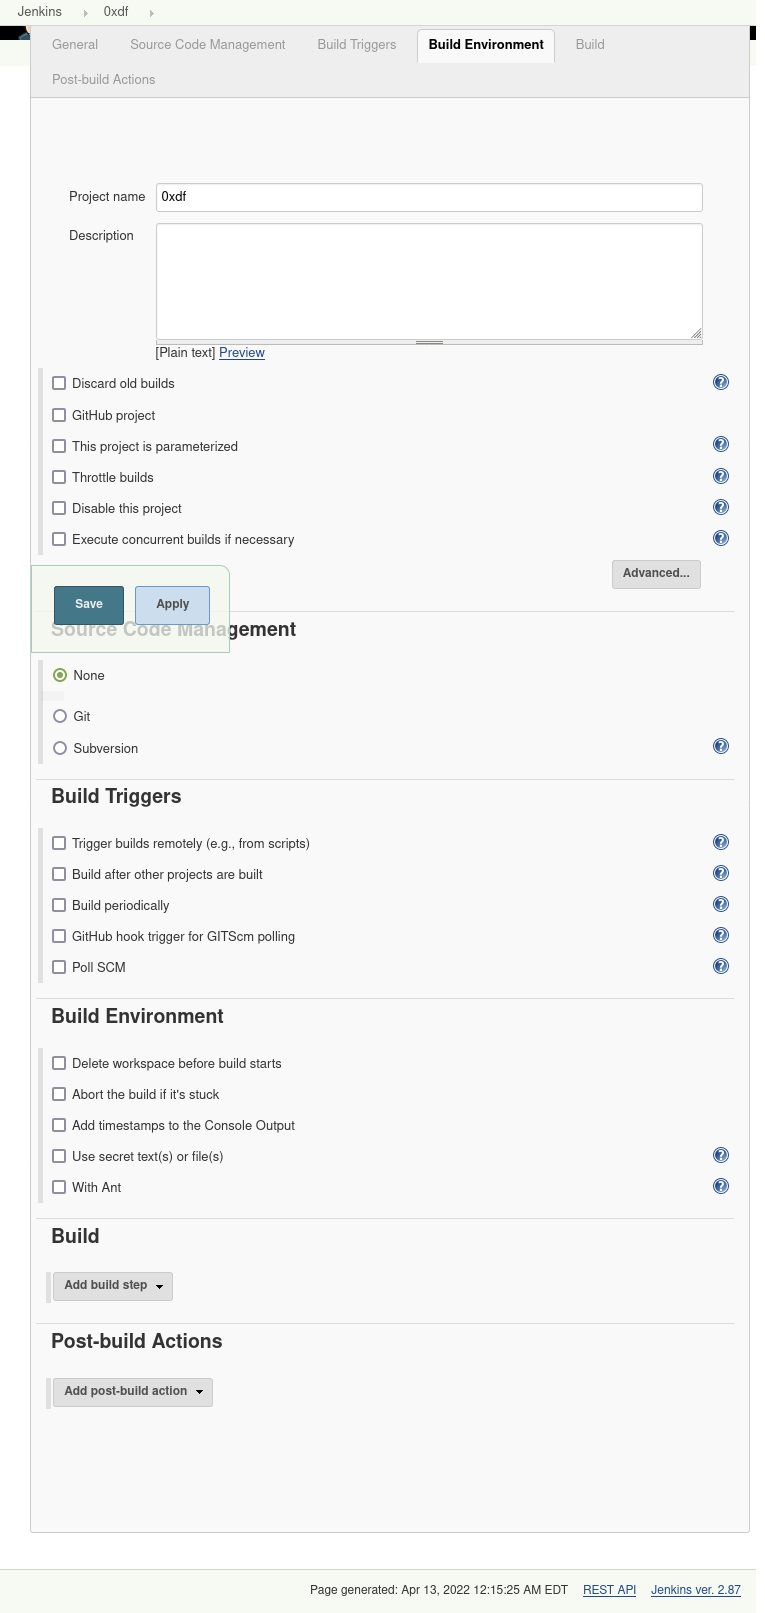 Jenkins 0xdf
General Source Code Management Build Triggers Build Environment Build
Post-build Actions
Project name 0xdf
Description
[Plain text] Preview
Discard old builds
GitHub project
This project is parameterized
Throttle builds
Disable this project
Execute concurrent builds if necessary
Advanced...
Save Apply
Source Code Management
None
Git
Subversion
Build Triggers
Trigger builds remotely (e.g., from scripts)
Build after other projects are built
Build periodically
GitHub hook trigger for GITScm polling
Poll SCM
Build Environment
Delete workspace before build starts
Abort the build if it's stuck
Add timestamps to the Console Output
Use secret text(s) or file(s)
With Ant
Build
Add build step
Post-build Actions
Add post-build action
Page generated: Apr 13, 2022 12:15:25 AM EDT REST API Jenkins ver. 2.87